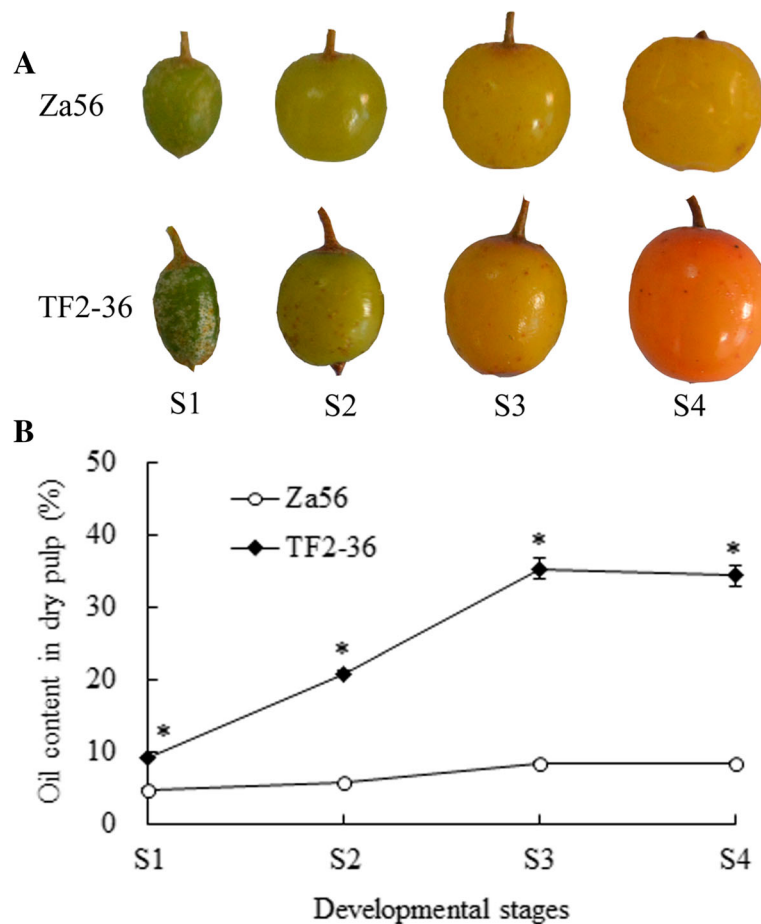 A
Za56
TF2-36
S1 S2 S3 S4
B
50
40
30
20
10
0
Oil content in dry pulp (%)
Za56
TF2-36
*
*
*
*
S1 S2 S3 S4
Developmental stages